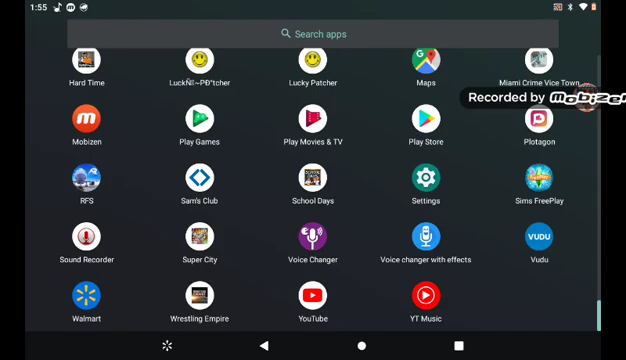 1:55
Search apps
Hard Time
Lucky Patcher
Maps
Miami Crime Vice Town
Recorded by mobizen
Mobizen
Play Games
Play Movies & TV
Play Store
Plotagon
RFS
Sam's Club
School Days
Settings
Sims FreePlay
Sound Recorder
Super City
Voice Changer
Voice changer with effects
VUDU
Vudu
Walmart
Wrestling Empire
YouTube
YT Music